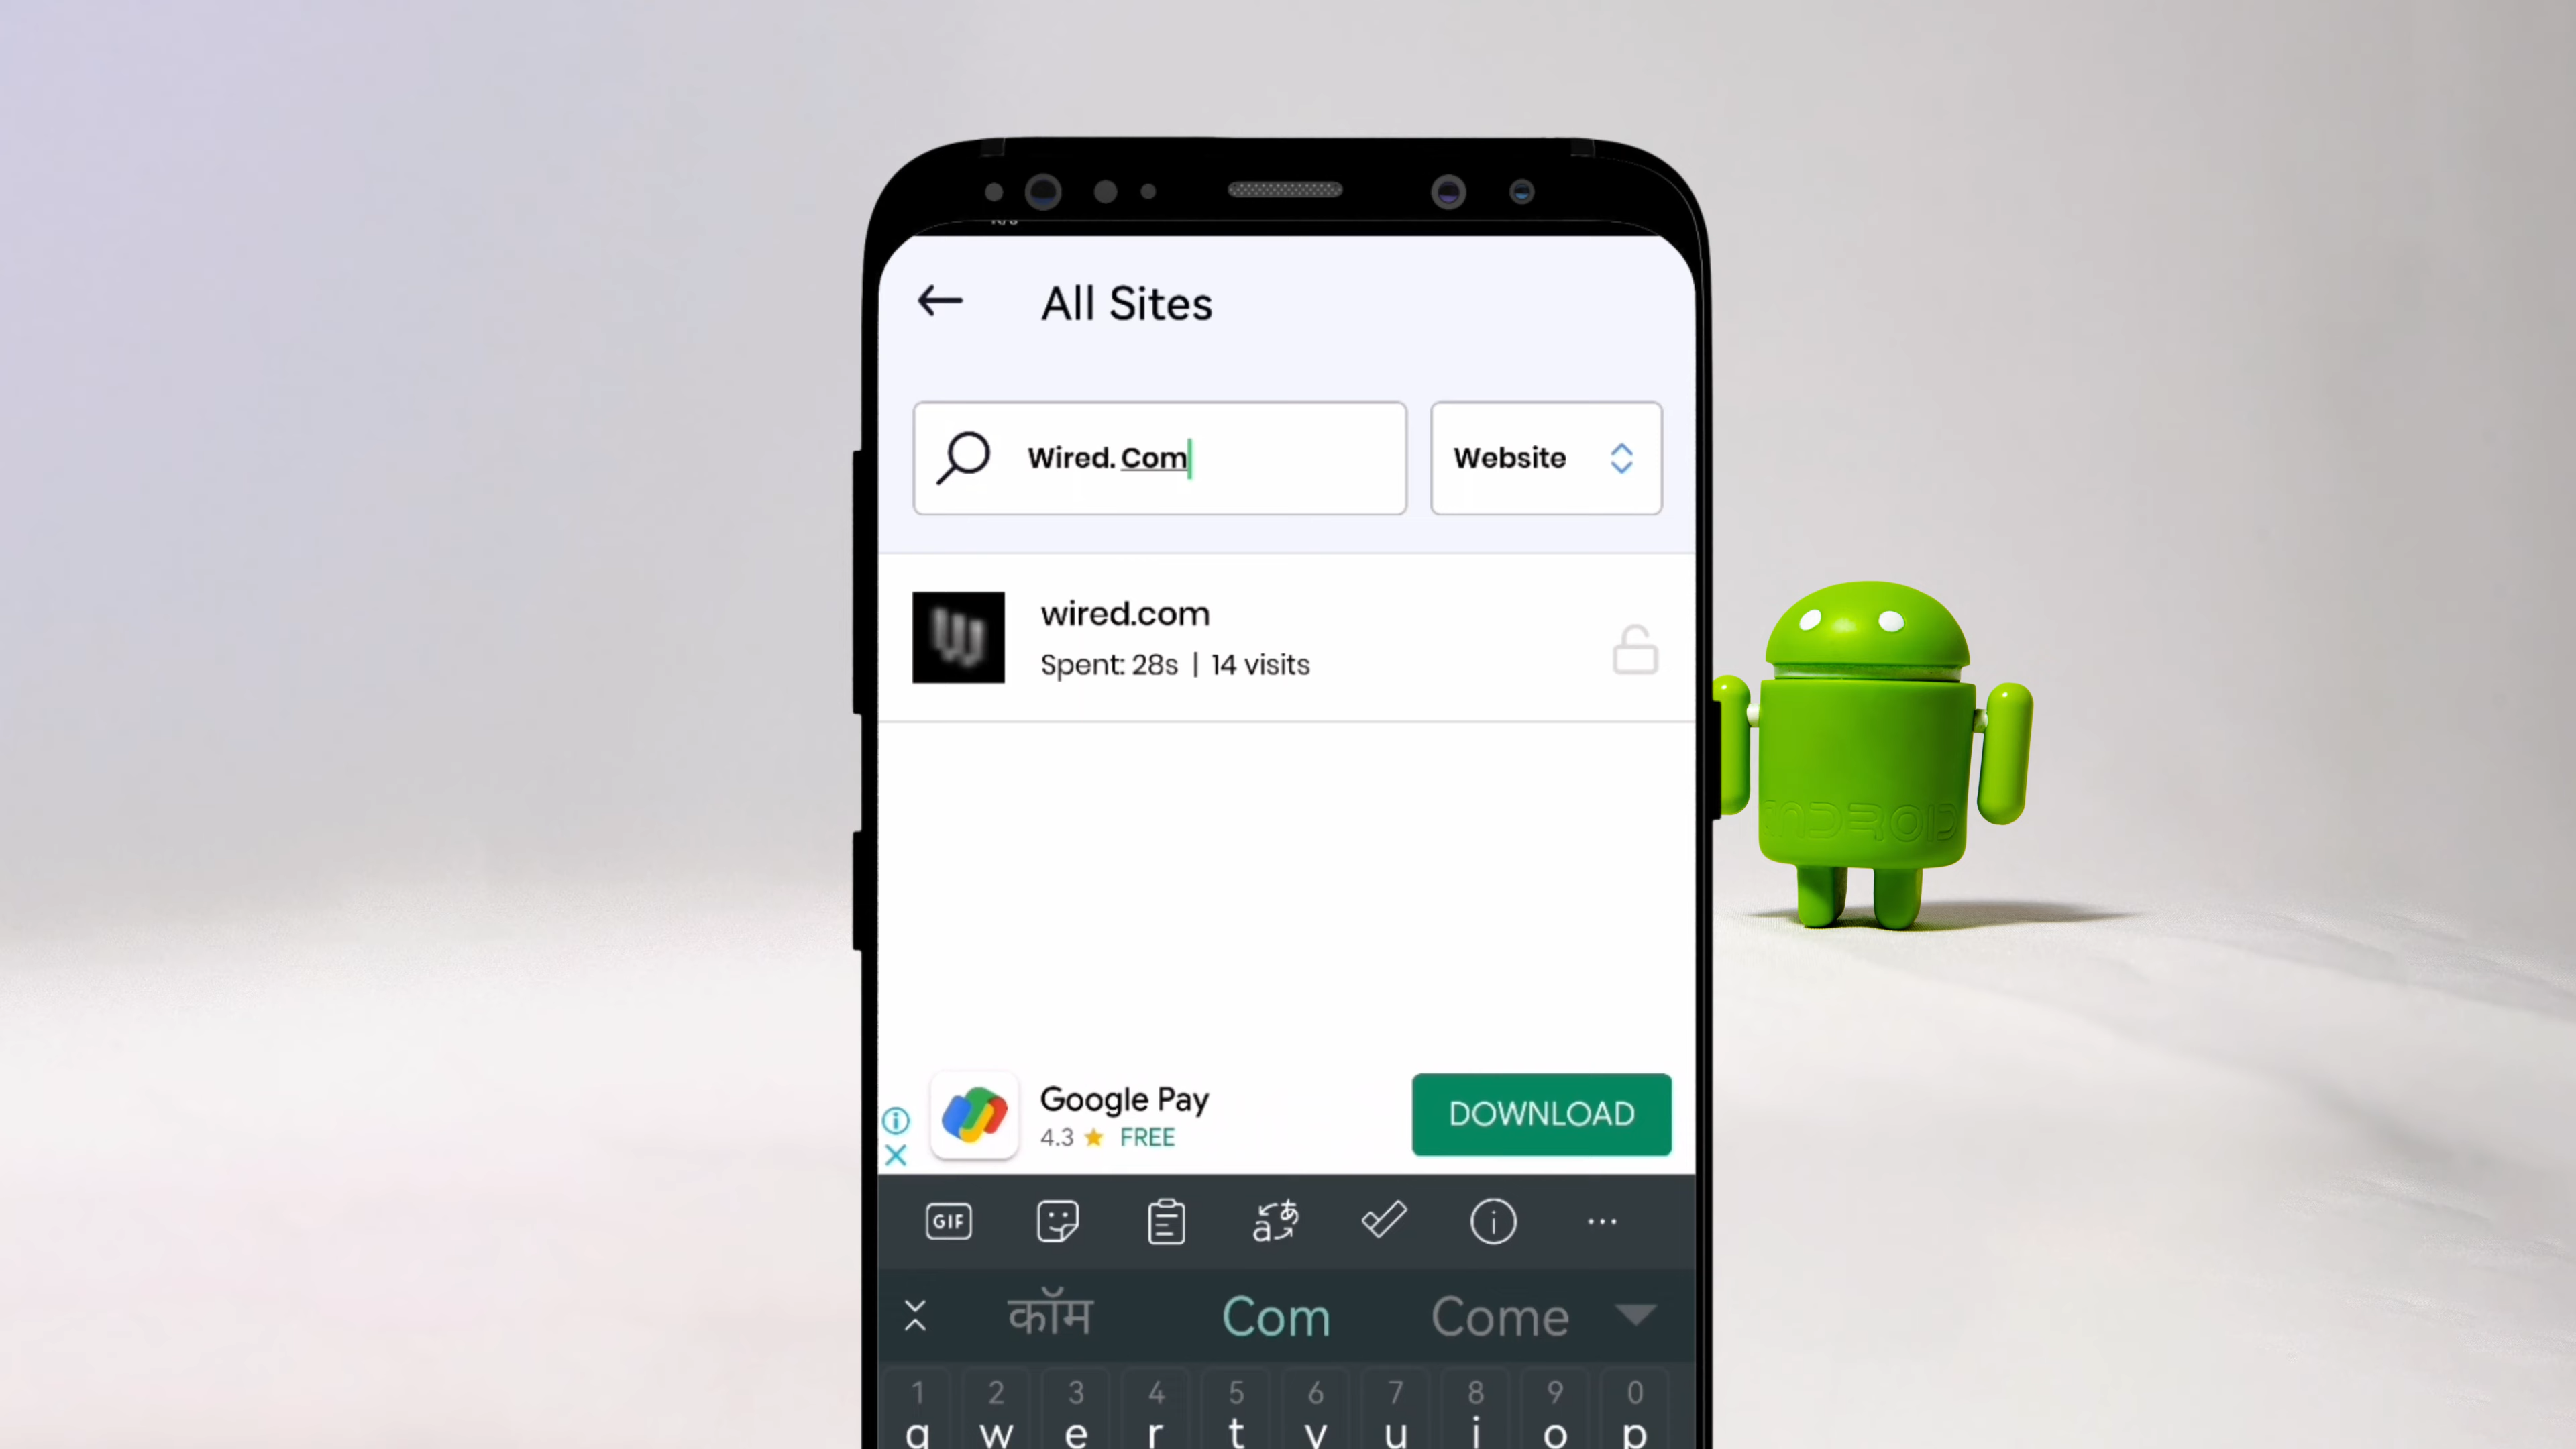 All Sites
Wired. Com
Website
wired.com
Spent: 28s | 14 visits
Google Pay
4.3 FREE
DOWNLOAD
GIF
कॉम Com Come
1 2 3 4 5 6 7 8 9 0
q w e r t y u i o p
ANDROID